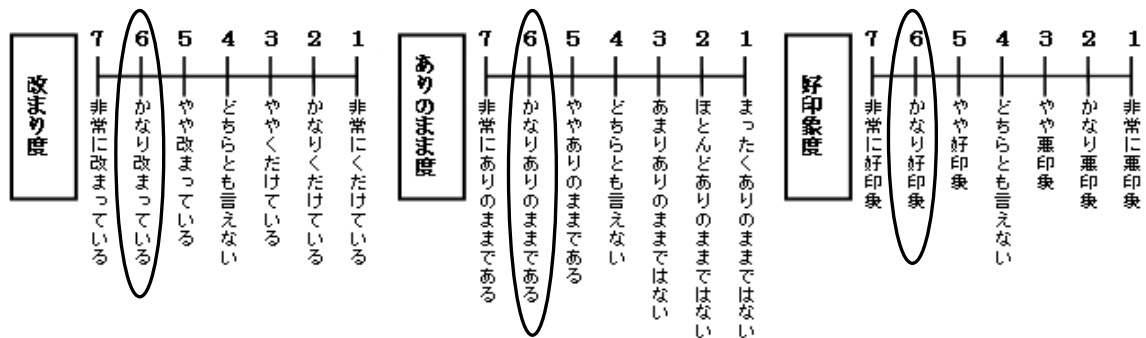 改まり度
7 6 5 4 3 2 1
非常に改まっている
かなり改まっている
やや改まっている
どちらとも言えない
ややくだけている
かなりくだけている
非常にくだけている
ありのまま度
7 6 5 4 3 2 1
非常にありのままである
かなりありのままである
ややありのままである
どちらとも言えない
あまりありのままではない
ほとんどありのままではない
まったくありのままではない
好印象度
7 6 5 4 3 2 1
非常に好印象
かなり好印象
やや好印象
どちらとも言えない
やや悪印象
かなり悪印象
非常に悪印象